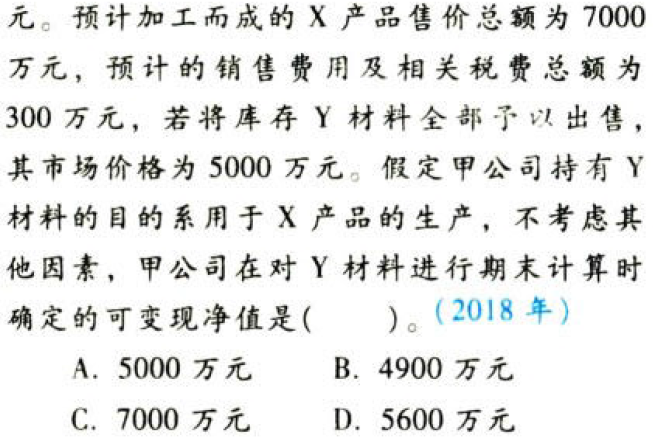 元。预计加工而成的 X 产品售价总额为 7000
万元，预计的销售费用及相关税费总额为
300 万元，若将库存 Y 材料全部予以出售，
其市场价格为 5000 万元。假定甲公司持有 Y
材料的目的系用于 X 产品的生产，不考虑其
他因素，甲公司在对 Y 材料进行期末计算时
确定的可变现净值是(　　)。(2018 年)
A. 5000 万元　　B. 4900 万元
C. 7000 万元　　D. 5600 万元